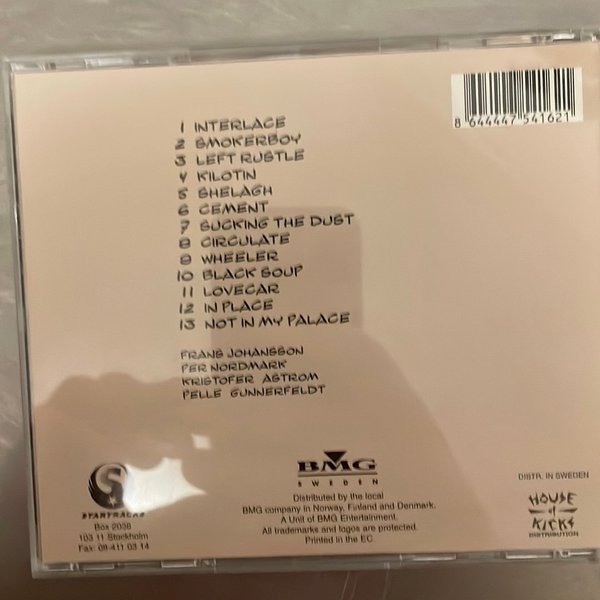 8 644447 541621
1 INTERLACE
2 SMOKERBOY
3 LEFT RUSTLE
4 KILOTIN
5 SHELAGH
6 CEMENT
7 SUCKING THE DUST
8 CIRCULATE
9 WHEELER
10 BLACK SOUP
11 LOVECAR
12 IN PLACE
13 NOT IN MY PALACE
FRANS JOHANSSON
PER NORDMARK
KRISTOFER ASTROM
PELLE GUNNERFELDT
S
STARTRACKS
Box 2038
103 11 Stockholm
Fax: 08-411 03 14
BMG
SWEDEN
Distributed by the local
BMG company in Norway, Finland and Denmark.
A Unit of BMG Entertainment.
All trademarks and logos are protected.
Printed in the EC.
DISTR. IN SWEDEN
HOUSE
of
KICKS
DISTRIBUTION